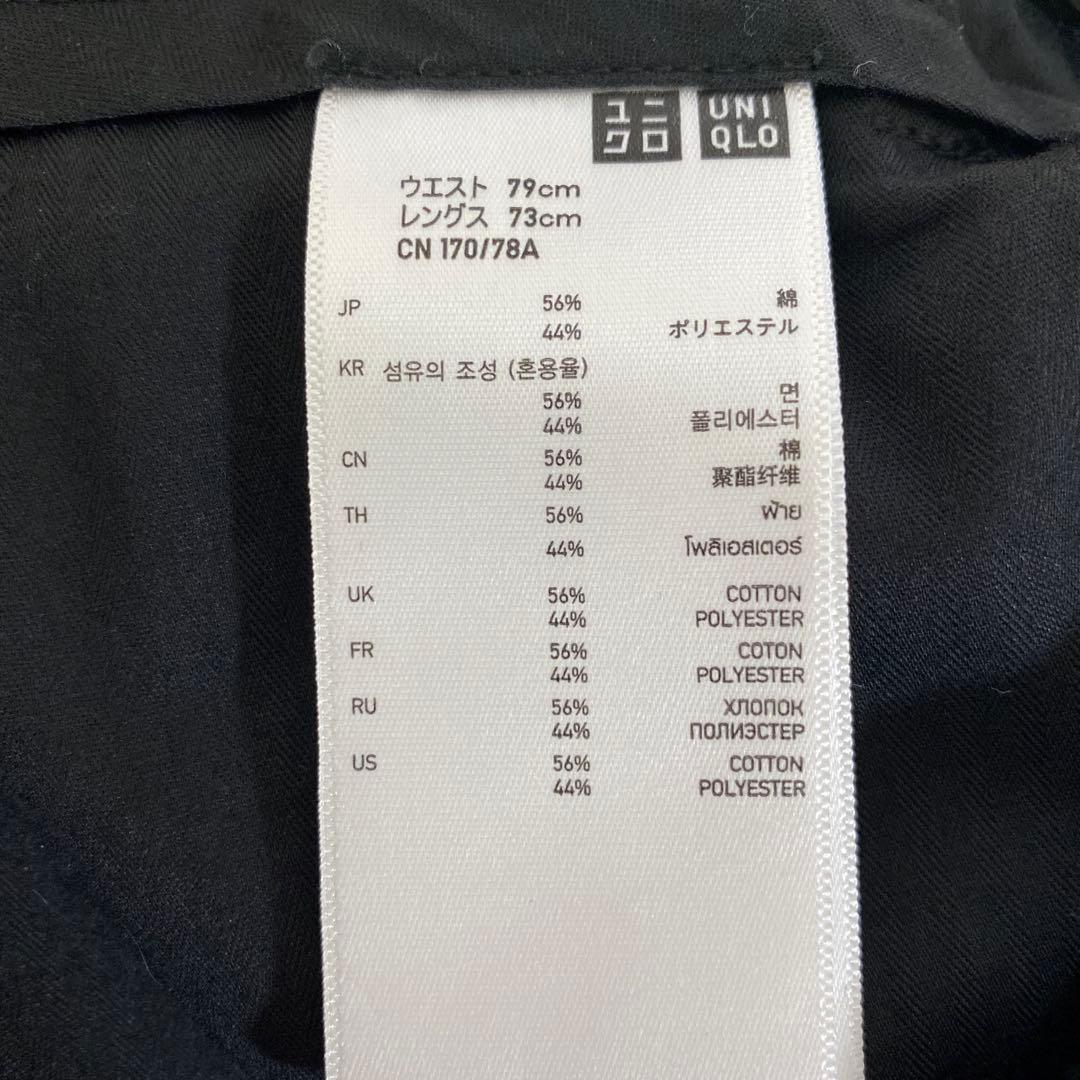 ユニ
クロ
UNI
QLO
ウエスト 79cm
レングス 73cm
CN 170/78A
JP 56% 綿
44% ポリエステル
KR 섬유의 조성 (혼용율)
56% 면
44% 폴리에스터
CN 56% 棉
44% 聚酯纤维
TH 56% ฝ้าย
44% โพลิเอสเตอร์
UK 56% COTTON
44% POLYESTER
FR 56% COTON
44% POLYESTER
RU 56% ХЛОПОК
44% ПОЛИЭСТЕР
US 56% COTTON
44% POLYESTER